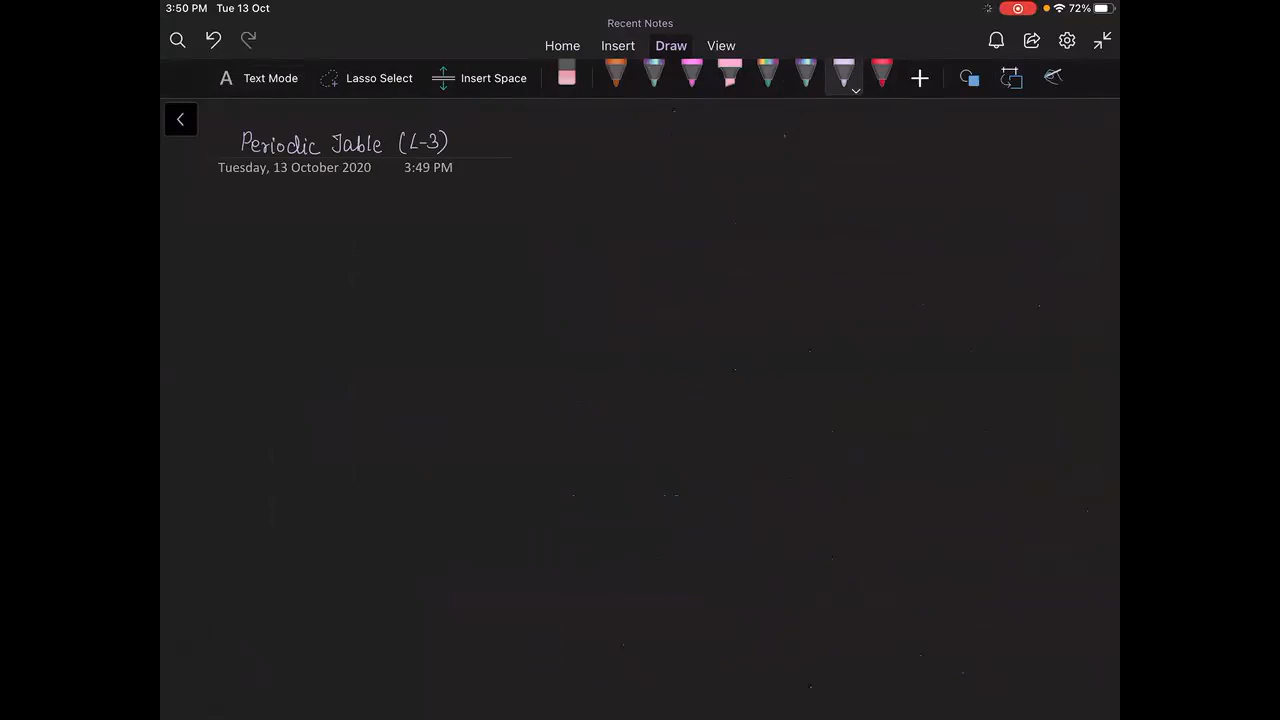 3:50 PM Tue 13 Oct 72%
Recent Notes
Home Insert Draw View
A Text Mode Lasso Select Insert Space
Periodic Table (L-3)
Tuesday, 13 October 2020 3:49 PM